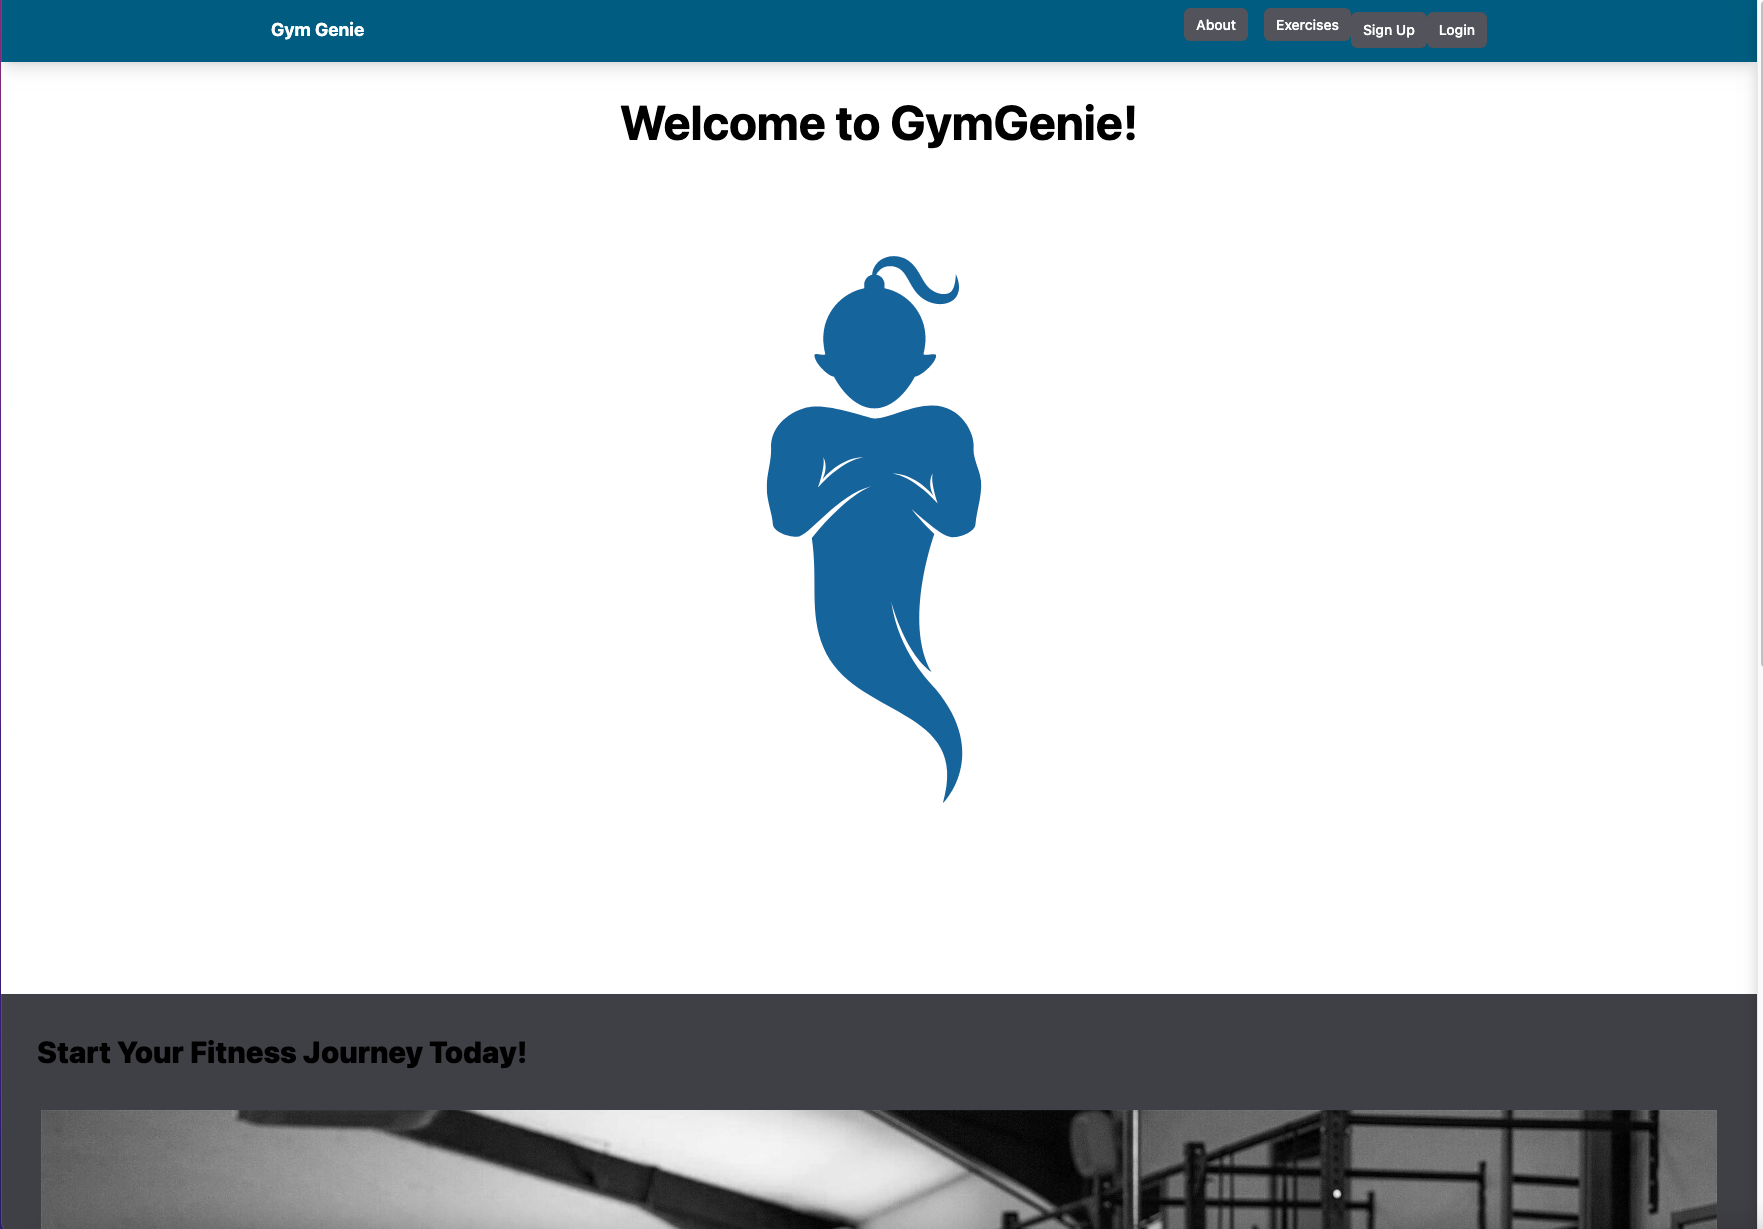 Gym Genie
About Exercises Sign Up Login
Welcome to GymGenie!
Start Your Fitness Journey Today!